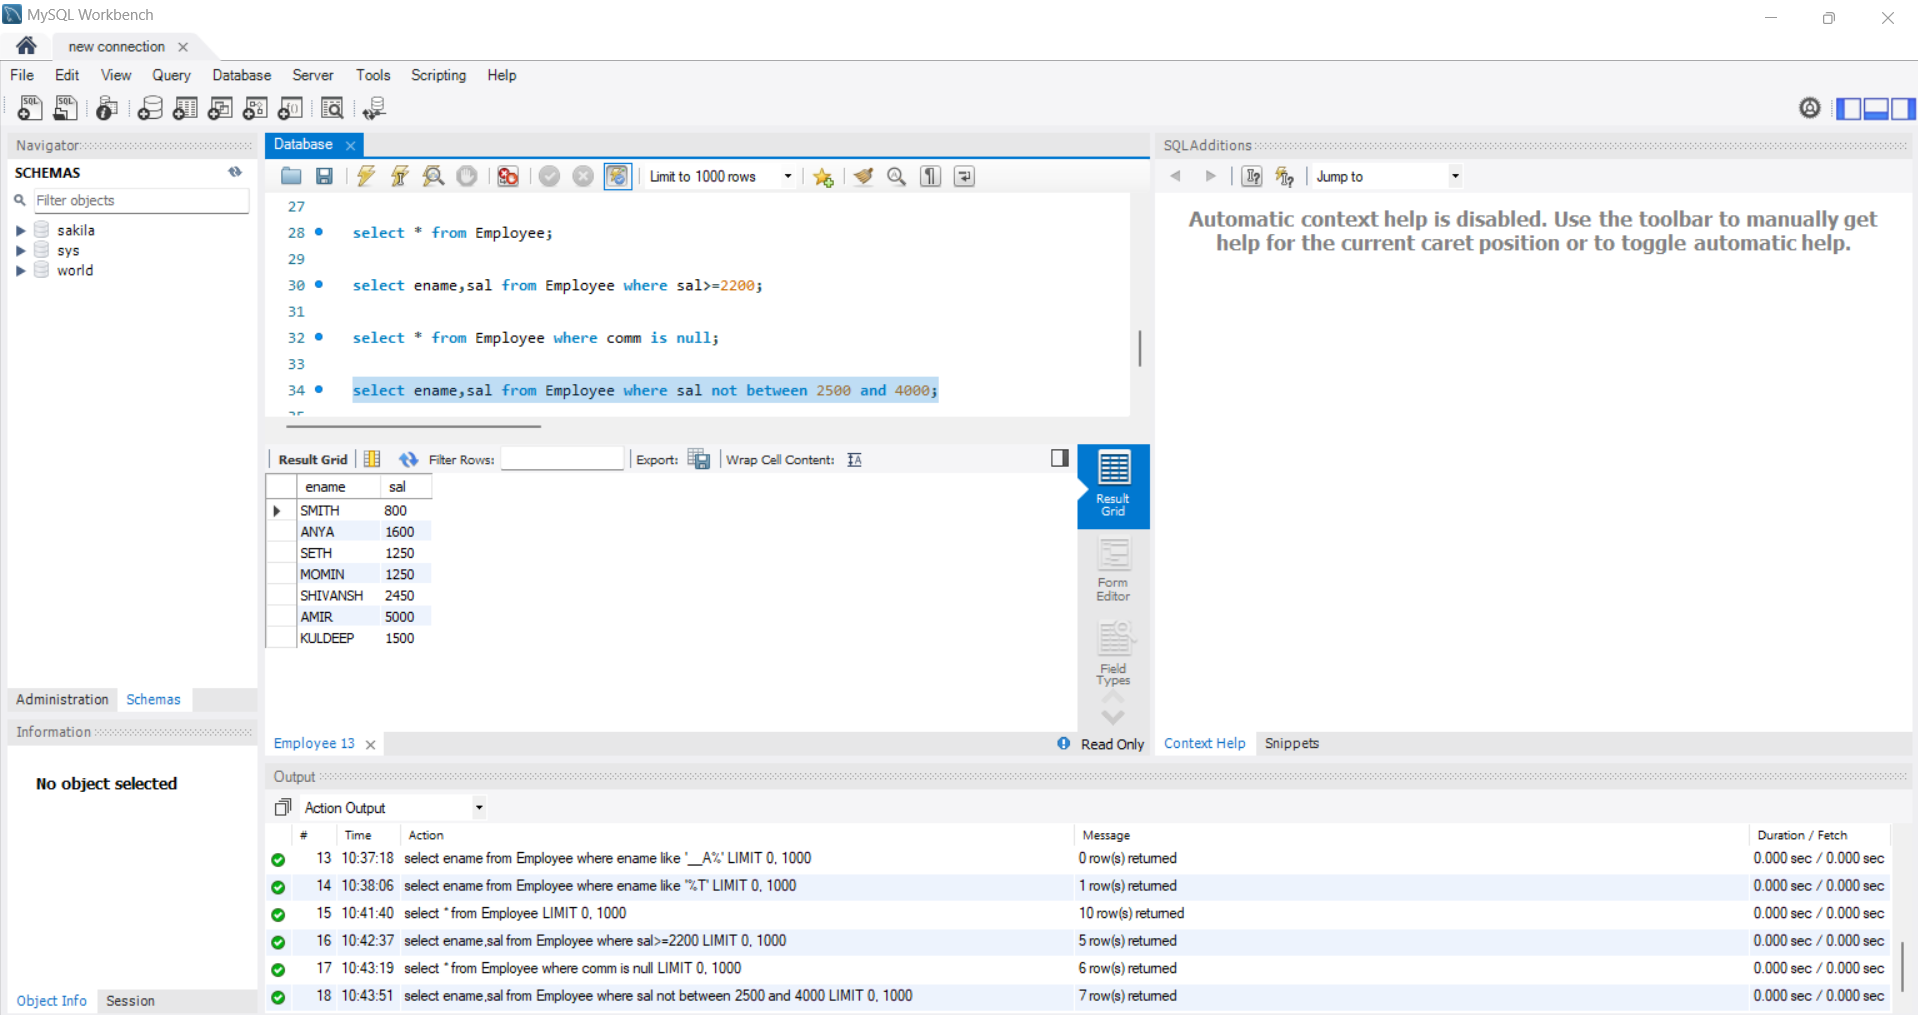 MySQL Workbench
new connection
File Edit View Query Database Server Tools Scripting Help
Navigator
SCHEMAS
Filter objects
sakila
sys
world
Administration Schemas
Information
No object selected
Object Info Session
Database
Limit to 1000 rows
27
28 select * from Employee;
29
30 select ename,sal from Employee where sal>=2200;
31
32 select * from Employee where comm is null;
33
34 select ename,sal from Employee where sal not between 2500 and 4000;
35
Result Grid Filter Rows: Export: Wrap Cell Content:
ename sal
SMITH 800
ANYA 1600
SETH 1250
MOMIN 1250
SHIVANSH 2450
AMIR 5000
KULDEEP 1500
Result
Grid
Form
Editor
Field
Types
Employee 13
Read Only
SQLAdditions
Jump to
Automatic context help is disabled. Use the toolbar to manually get
help for the current caret position or to toggle automatic help.
Context Help Snippets
Output
Action Output
# Time Action Message Duration / Fetch
13 10:37:18 select ename from Employee where ename like '__A%' LIMIT 0, 1000 0 row(s) returned 0.000 sec / 0.000 sec
14 10:38:06 select ename from Employee where ename like '%T' LIMIT 0, 1000 1 row(s) returned 0.000 sec / 0.000 sec
15 10:41:40 select * from Employee LIMIT 0, 1000 10 row(s) returned 0.000 sec / 0.000 sec
16 10:42:37 select ename,sal from Employee where sal>=2200 LIMIT 0, 1000 5 row(s) returned 0.000 sec / 0.000 sec
17 10:43:19 select * from Employee where comm is null LIMIT 0, 1000 6 row(s) returned 0.000 sec / 0.000 sec
18 10:43:51 select ename,sal from Employee where sal not between 2500 and 4000 LIMIT 0, 1000 7 row(s) returned 0.000 sec / 0.000 sec